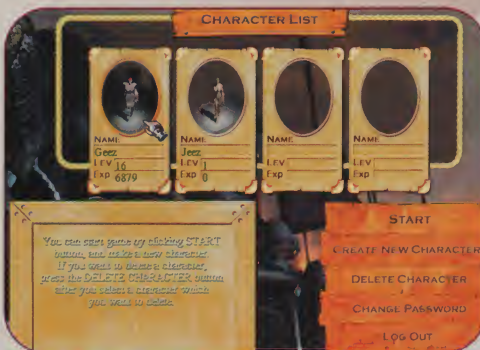 CHARACTER LIST
NAME
Geez
LEV 16
EXP 6879
NAME
Jeez
LEV 1
EXP 0
NAME
LEV
EXP
NAME
LEV
EXP
You can start game by clicking START
button, and make a new character.
If you want to delete a character,
press the DELETE CHARACTER button
after you select a character which
you want to delete.
START
CREATE NEW CHARACTER
DELETE CHARACTER
CHANGE PASSWORD
LOG OUT